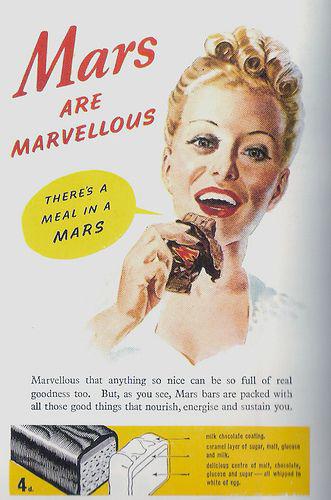 Mars
ARE
MARVELLOUS
THERE'S A
MEAL IN A
MARS
Marvellous that anything so nice can be so full of real
goodness too. But, as you see, Mars bars are packed with
all those good things that nourish, energise and sustain you.
milk chocolate coating.
caramel layer of sugar, malt, glucose
and milk.
delicious centre of malt, chocolate,
glucose and sugar — all whipped in
white of egg.
4d.